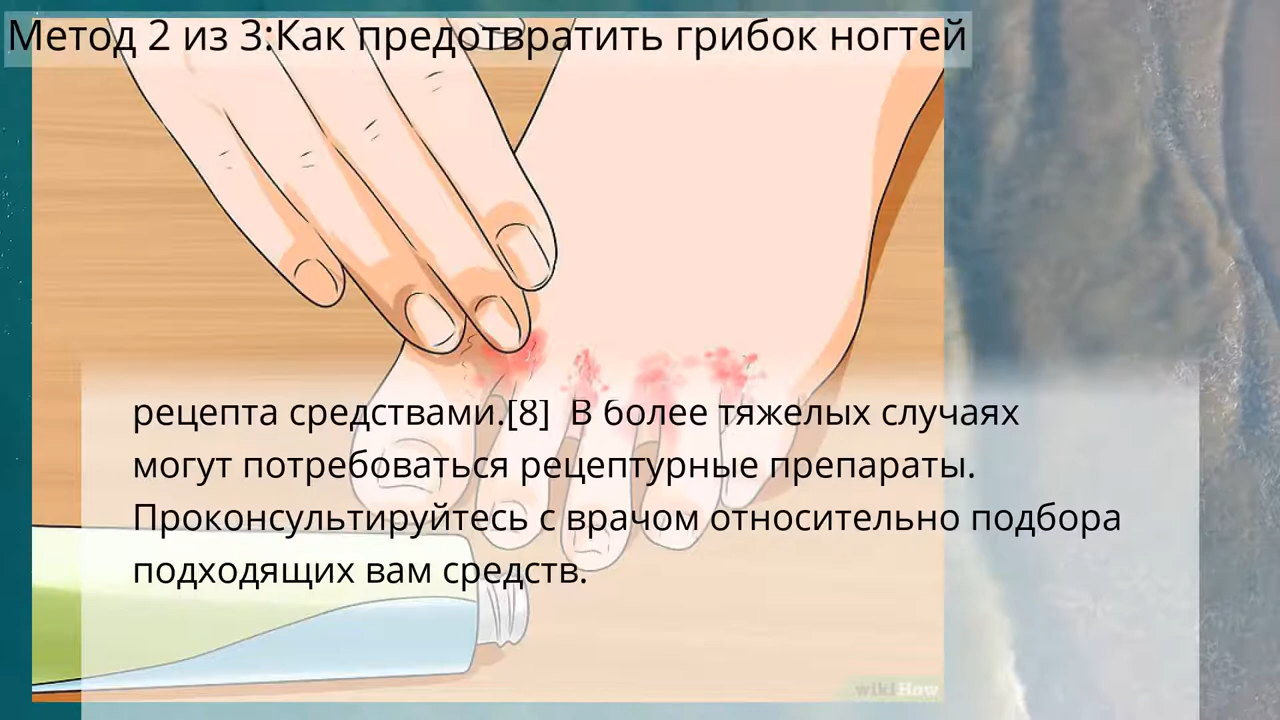 Метод 2 из 3:Как предотвратить грибок ногтей
рецепта средствами.[8]  В более тяжелых случаях
могут потребоваться рецептурные препараты.
Проконсультируйтесь с врачом относительно подбора
подходящих вам средств.
wikiHow